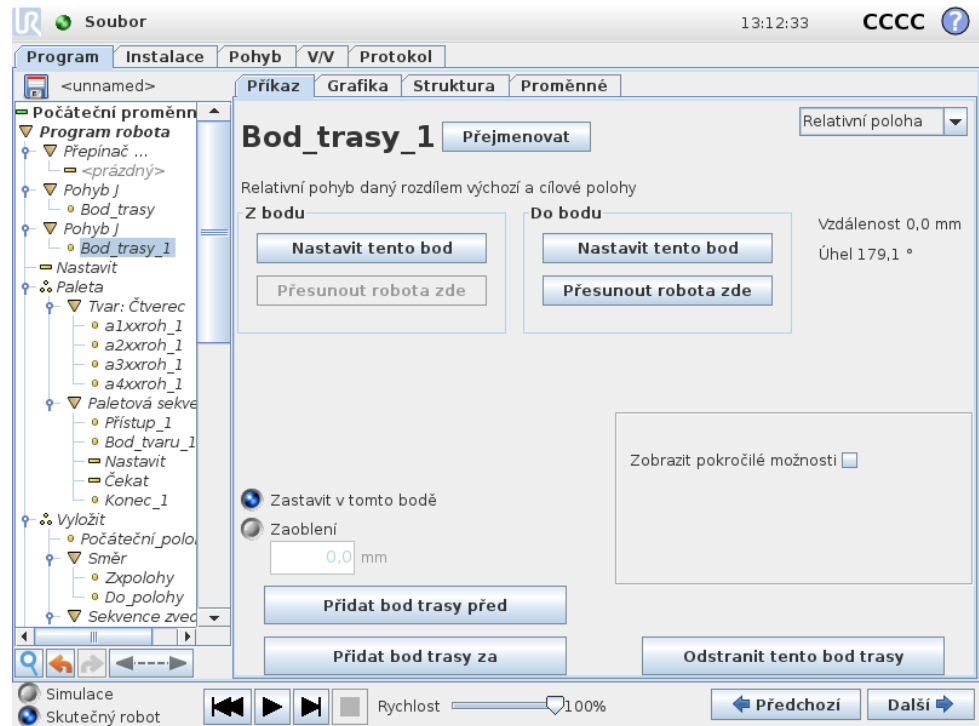 UR Soubor 13:12:33 CCCC ?
Program Instalace Pohyb V/V Protokol
<unnamed>
Počáteční proměnn
Program robota
Přepínač ...
<prázdný>
Pohyb J
Bod_trasy
Pohyb J
Bod_trasy_1
Nastavit
Paleta
Tvar: Čtverec
a1xxroh_1
a2xxroh_1
a3xxroh_1
a4xxroh_1
Paletová sekve
Přístup_1
Bod_tvaru_1
Nastavit
Čekat
Konec_1
Vyložit
Počáteční_polo
Směr
Zxpolohy
Do_polohy
Sekvence zved
Příkaz Grafika Struktura Proměnné
Bod_trasy_1 Přejmenovat Relativní poloha
Relativní pohyb daný rozdílem výchozí a cílové polohy
Z bodu
Nastavit tento bod
Přesunout robota zde
Do bodu
Nastavit tento bod
Přesunout robota zde
Vzdálenost 0,0 mm
Úhel 179,1 °
Zobrazit pokročilé možnosti
Zastavit v tomto bodě
Zaoblení
0,0 mm
Přidat bod trasy před
Přidat bod trasy za
Odstranit tento bod trasy
Simulace
Skutečný robot
Rychlost 100%
Předchozí Další